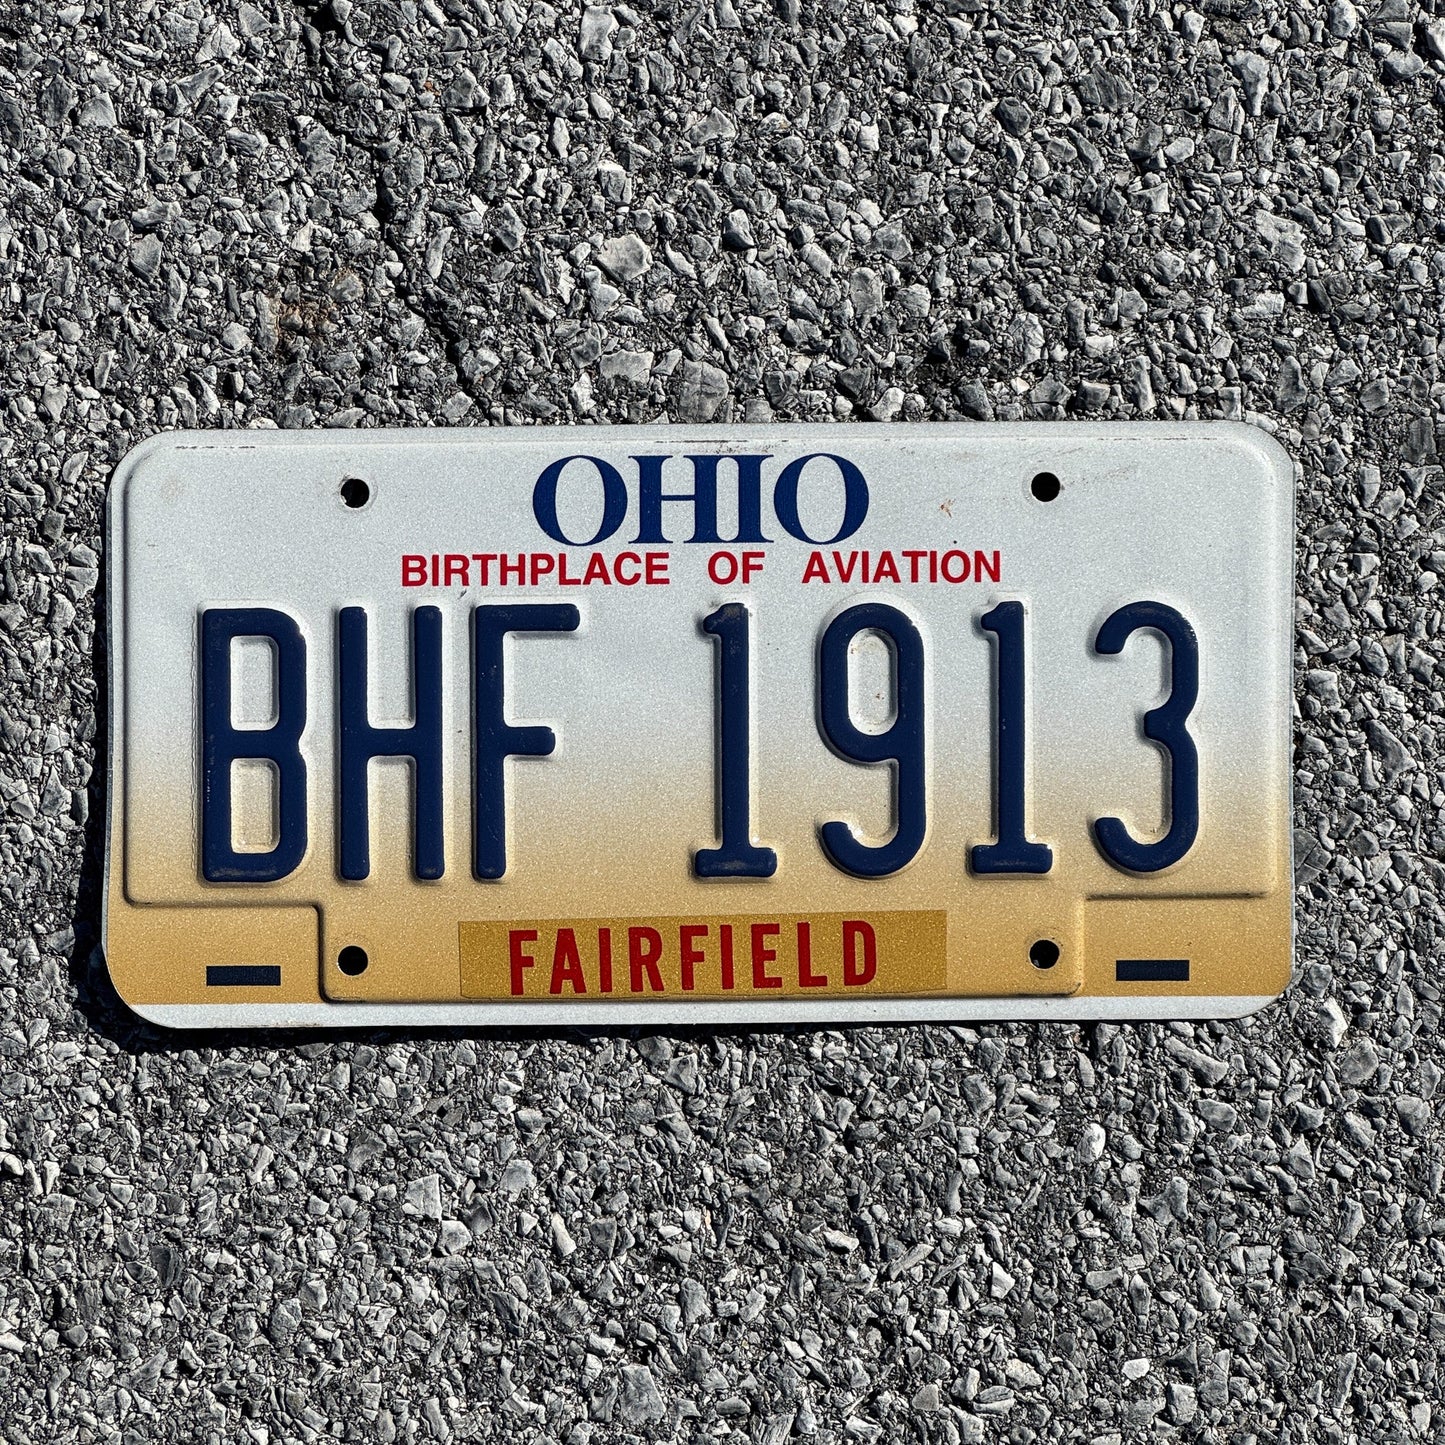 OHIO
BIRTHPLACE OF AVIATION
BHF 1913
FAIRFIELD